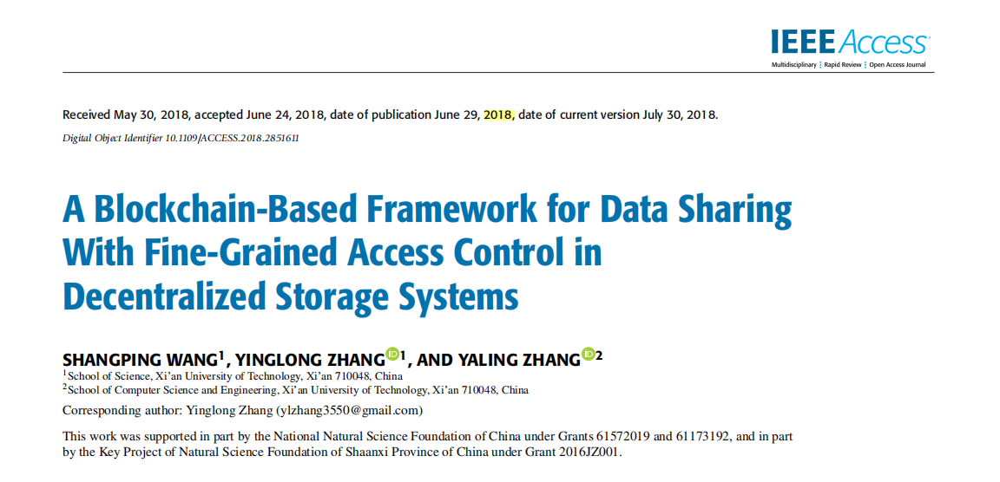 IEEE Access
Multidisciplinary Rapid Review Open Access Journal
Received May 30, 2018, accepted June 24, 2018, date of publication June 29, 2018, date of current version July 30, 2018.
Digital Object Identifier 10.1109/ACCESS.2018.2851611
A Blockchain-Based Framework for Data Sharing
With Fine-Grained Access Control in
Decentralized Storage Systems
SHANGPING WANG1, YINGLONG ZHANG iD 1, AND YALING ZHANG iD 2
1School of Science, Xi'an University of Technology, Xi'an 710048, China
2School of Computer Science and Engineering, Xi'an University of Technology, Xi'an 710048, China
Corresponding author: Yinglong Zhang (ylzhang3550@gmail.com)
This work was supported in part by the National Natural Science Foundation of China under Grants 61572019 and 61173192, and in part
by the Key Project of Natural Science Foundation of Shaanxi Province of China under Grant 2016JZ001.